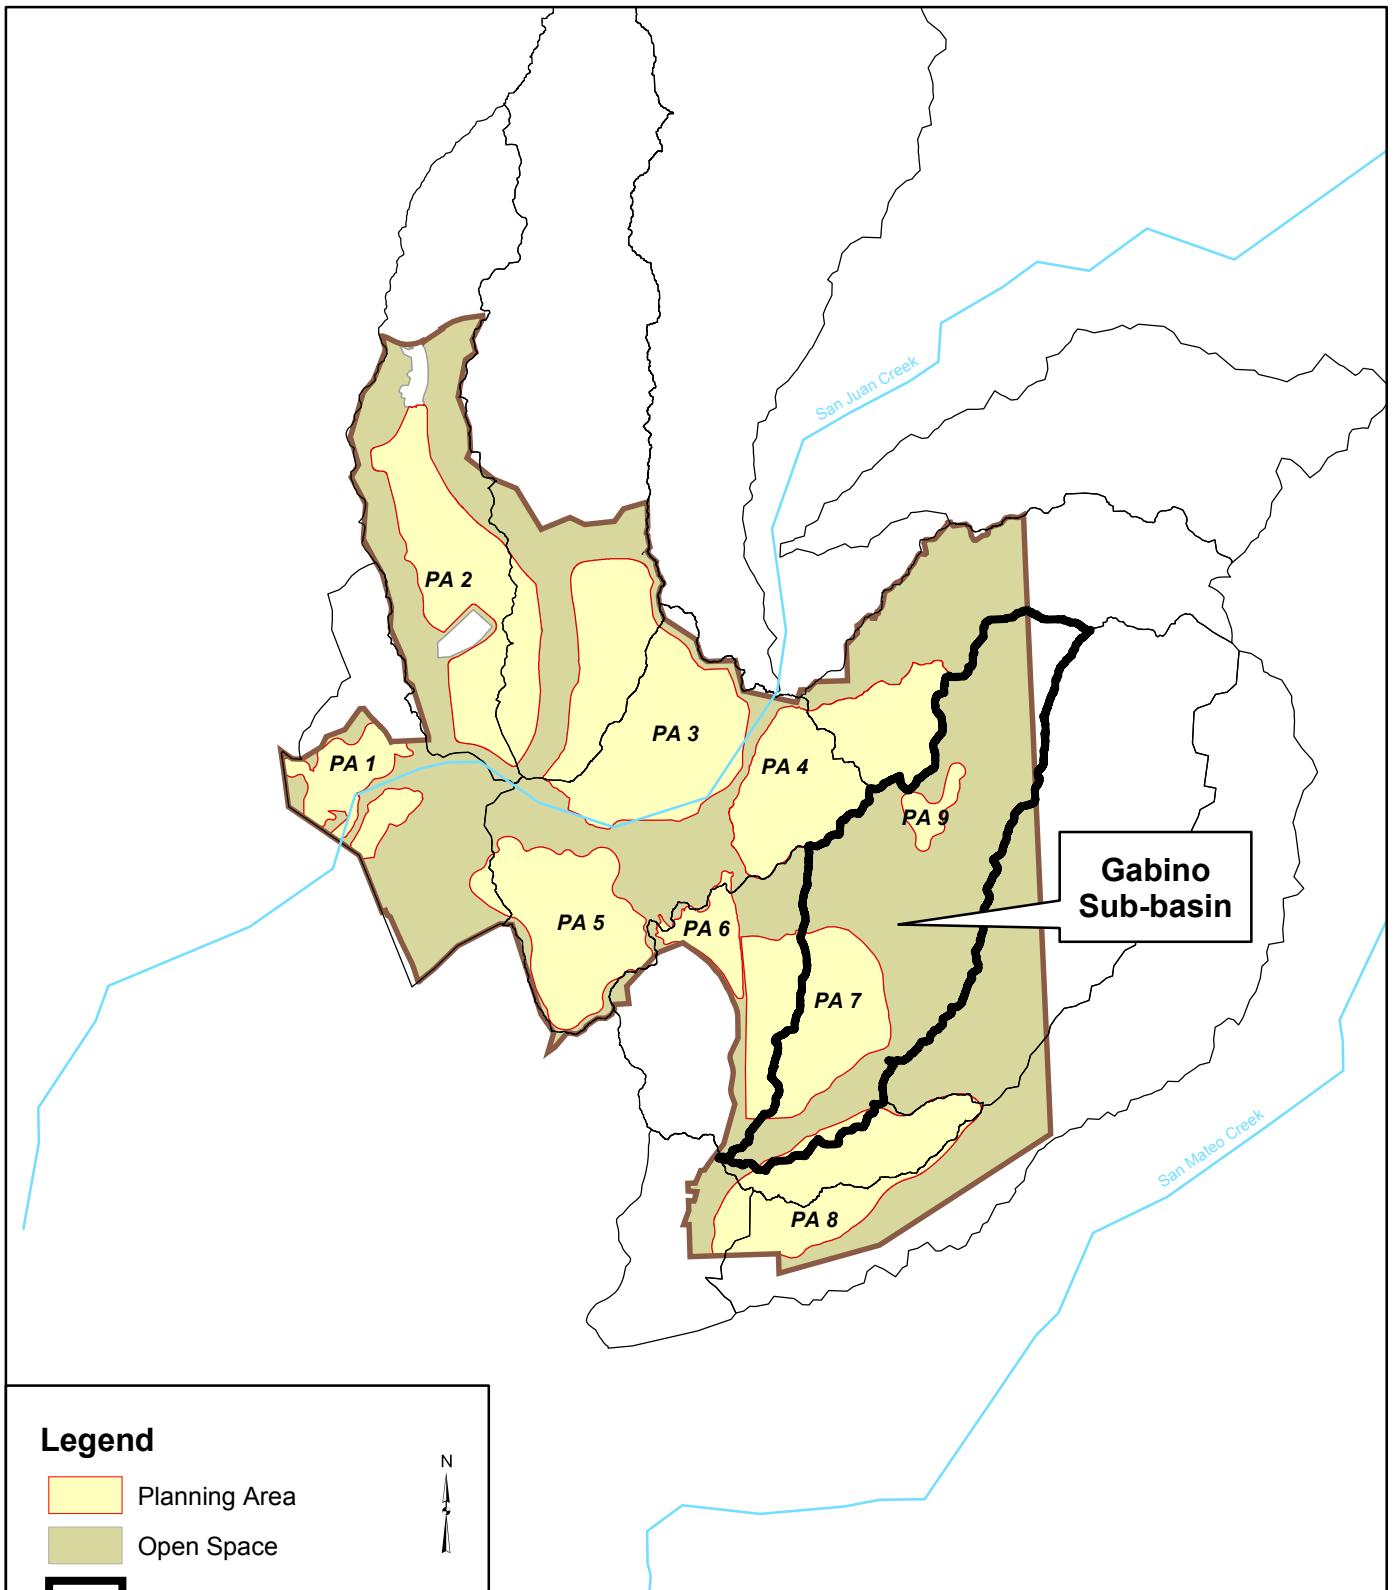 San Juan Creek
PA 2
PA 3
PA 1
PA 4
PA 9
Gabino
Sub-basin
PA 5
PA 6
PA 7
San Mateo Creek
PA 8
Legend
N
Planning Area
Open Space